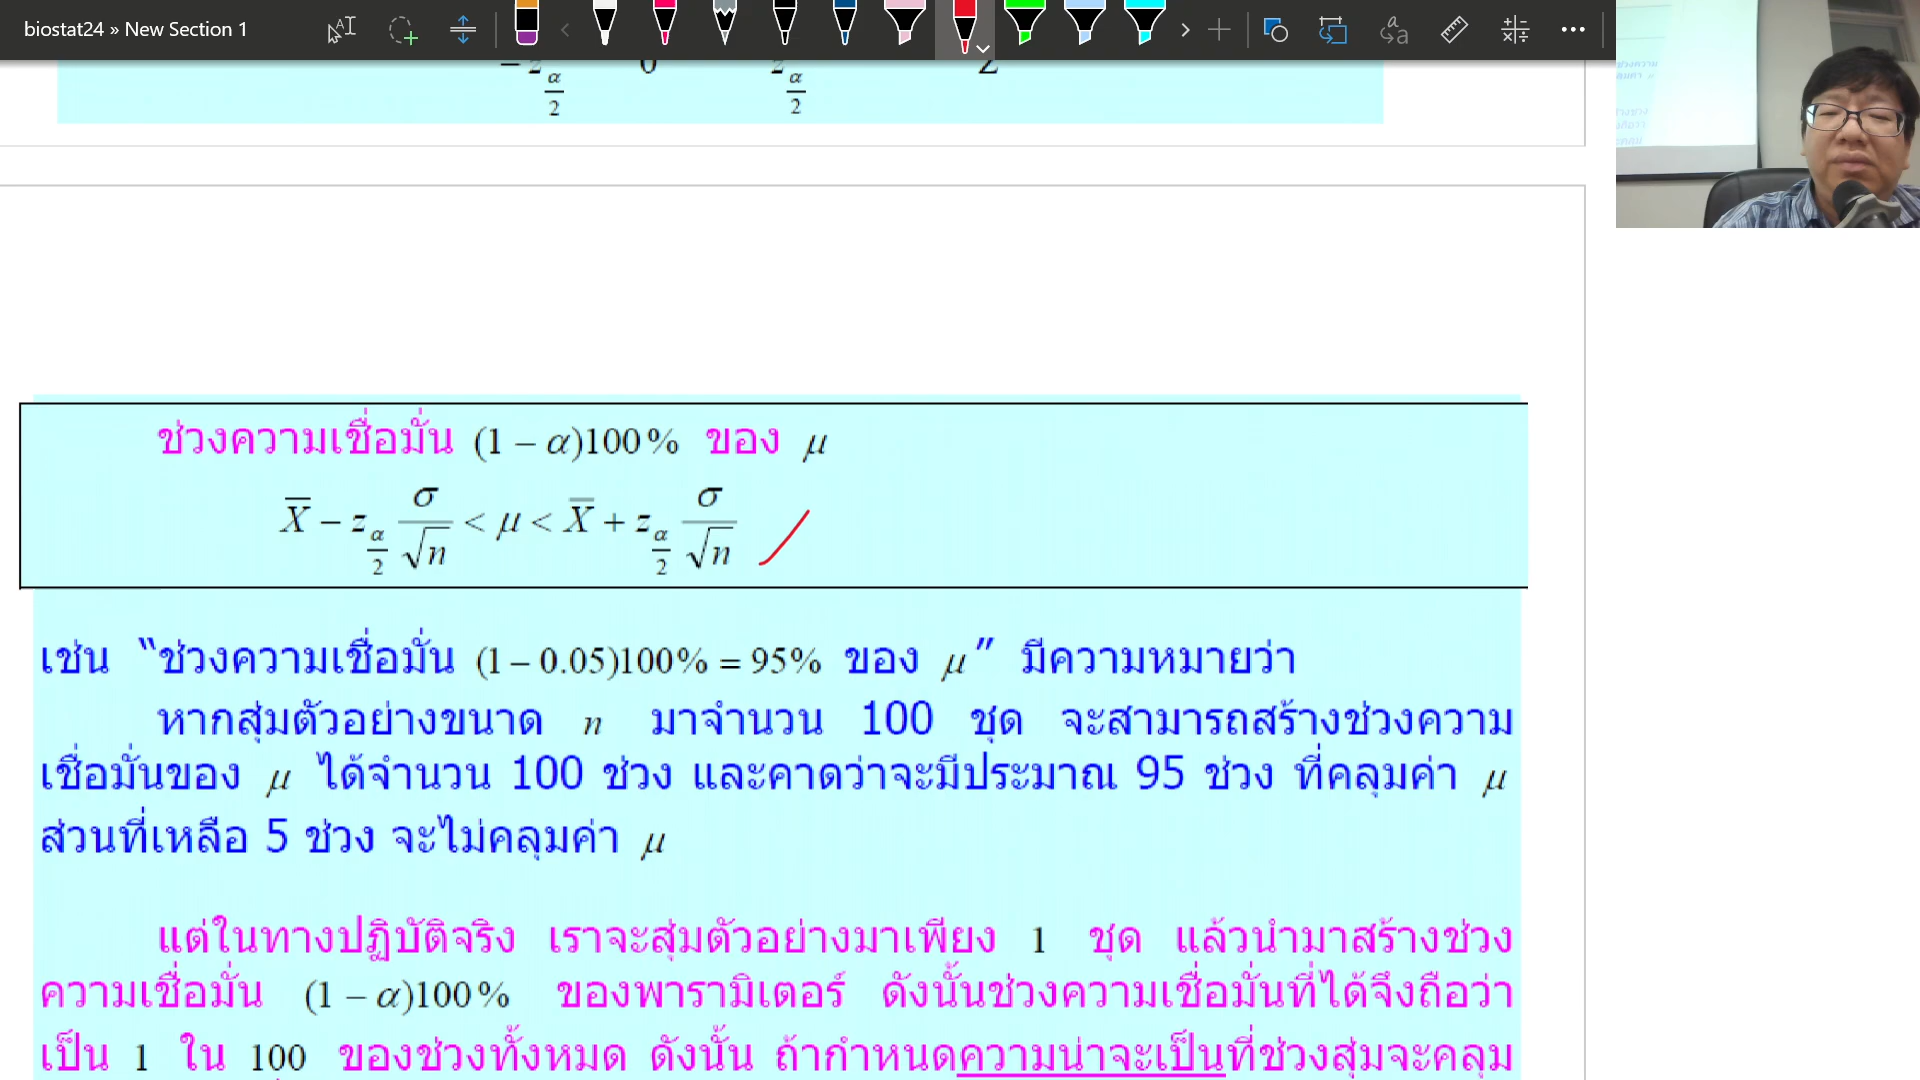 biostat24 » New Section 1
−z α/2 0 z α/2 Z
ช่วงความเชื่อมั่น (1 − α)100% ของ μ
X̅ − z α/2 σ/√n < μ < X̅ + z α/2 σ/√n
เช่น “ช่วงความเชื่อมั่น (1 − 0.05)100% = 95% ของ μ” มีความหมายว่า
หากสุ่มตัวอย่างขนาด n มาจำนวน 100 ชุด จะสามารถสร้างช่วงความ
เชื่อมั่นของ μ ได้จำนวน 100 ช่วง และคาดว่าจะมีประมาณ 95 ช่วง ที่คลุมค่า μ
ส่วนที่เหลือ 5 ช่วง จะไม่คลุมค่า μ
แต่ในทางปฏิบัติจริง เราจะสุ่มตัวอย่างมาเพียง 1 ชุด แล้วนำมาสร้างช่วง
ความเชื่อมั่น (1 − α)100% ของพารามิเตอร์ ดังนั้นช่วงความเชื่อมั่นที่ได้จึงถือว่า
เป็น 1 ใน 100 ของช่วงทั้งหมด ดังนั้น ถ้ากำหนดความน่าจะเป็นที่ช่วงสุ่มจะคลุม